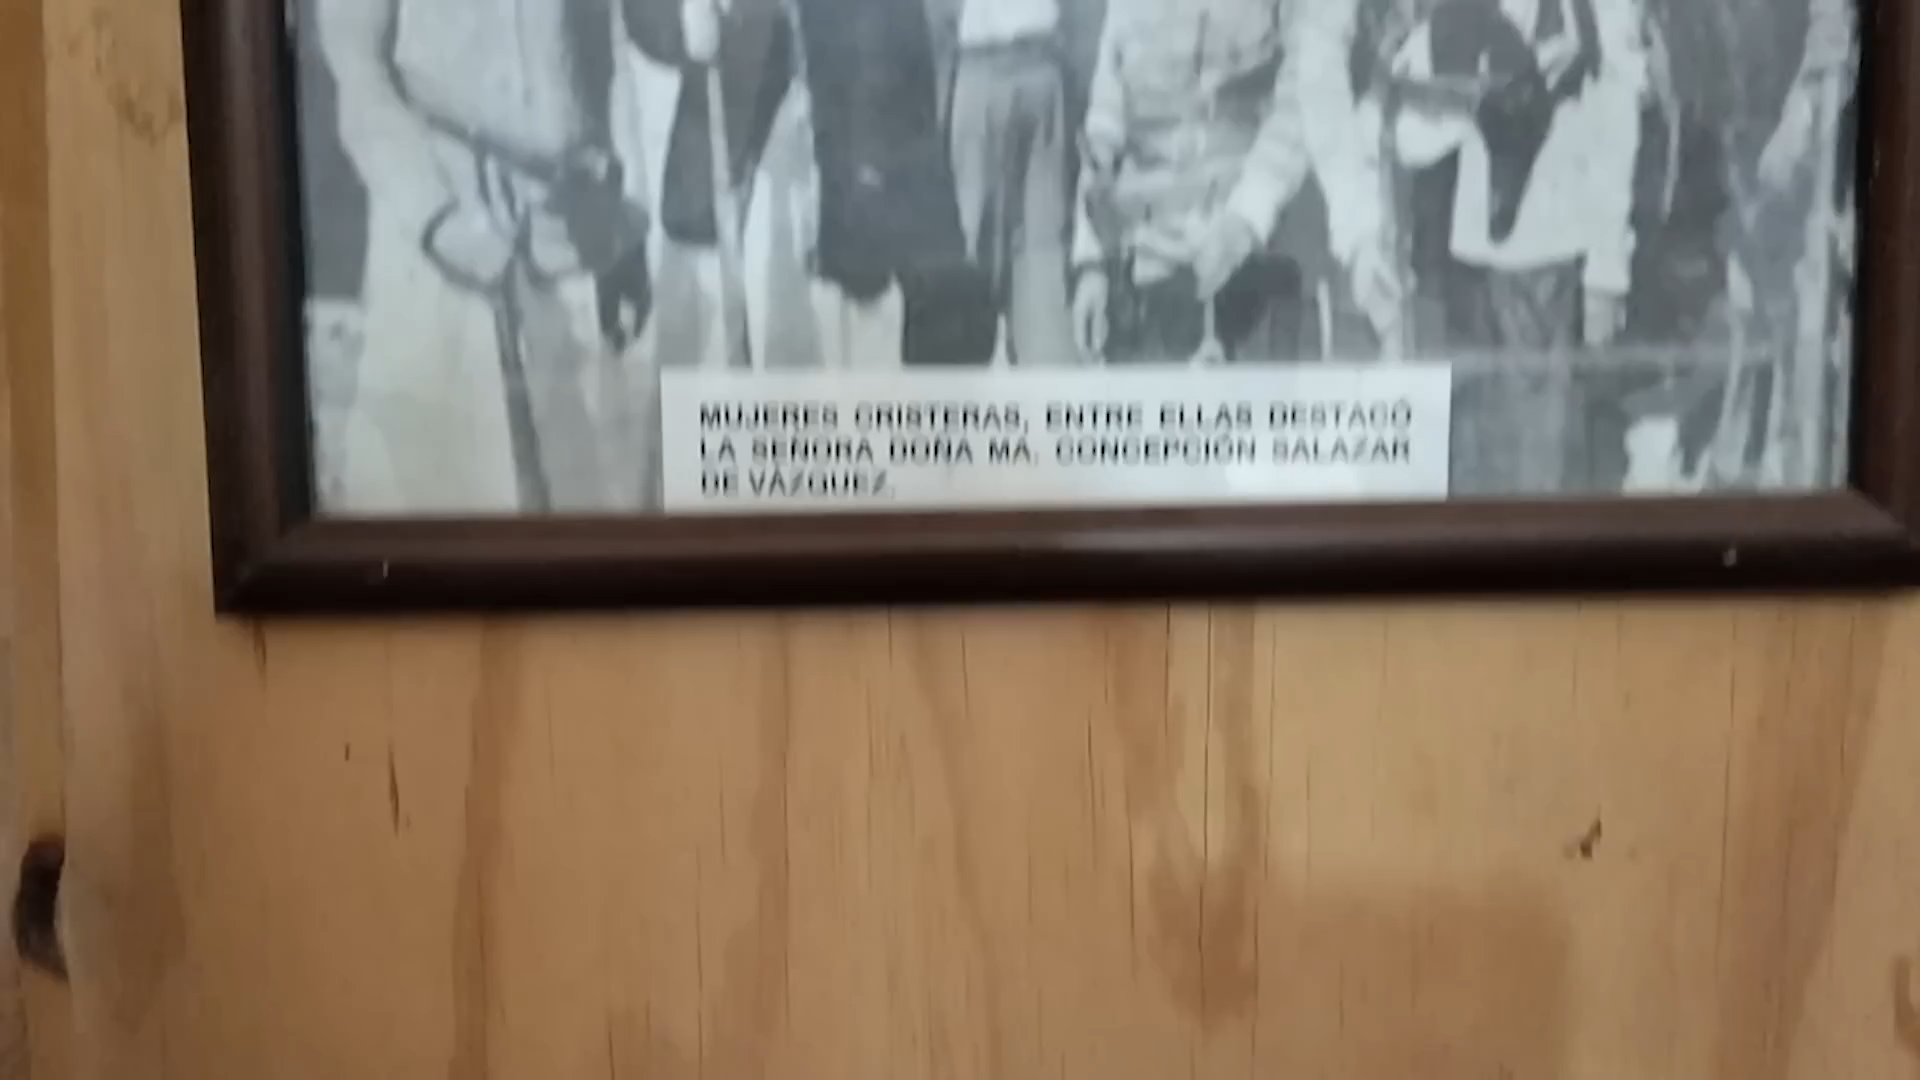 MUJERES CRISTERAS, ENTRE ELLAS DESTACÓ
LA SEÑORA DOÑA MA. CONCEPCIÓN SALAZAR
DE VÁZQUEZ.